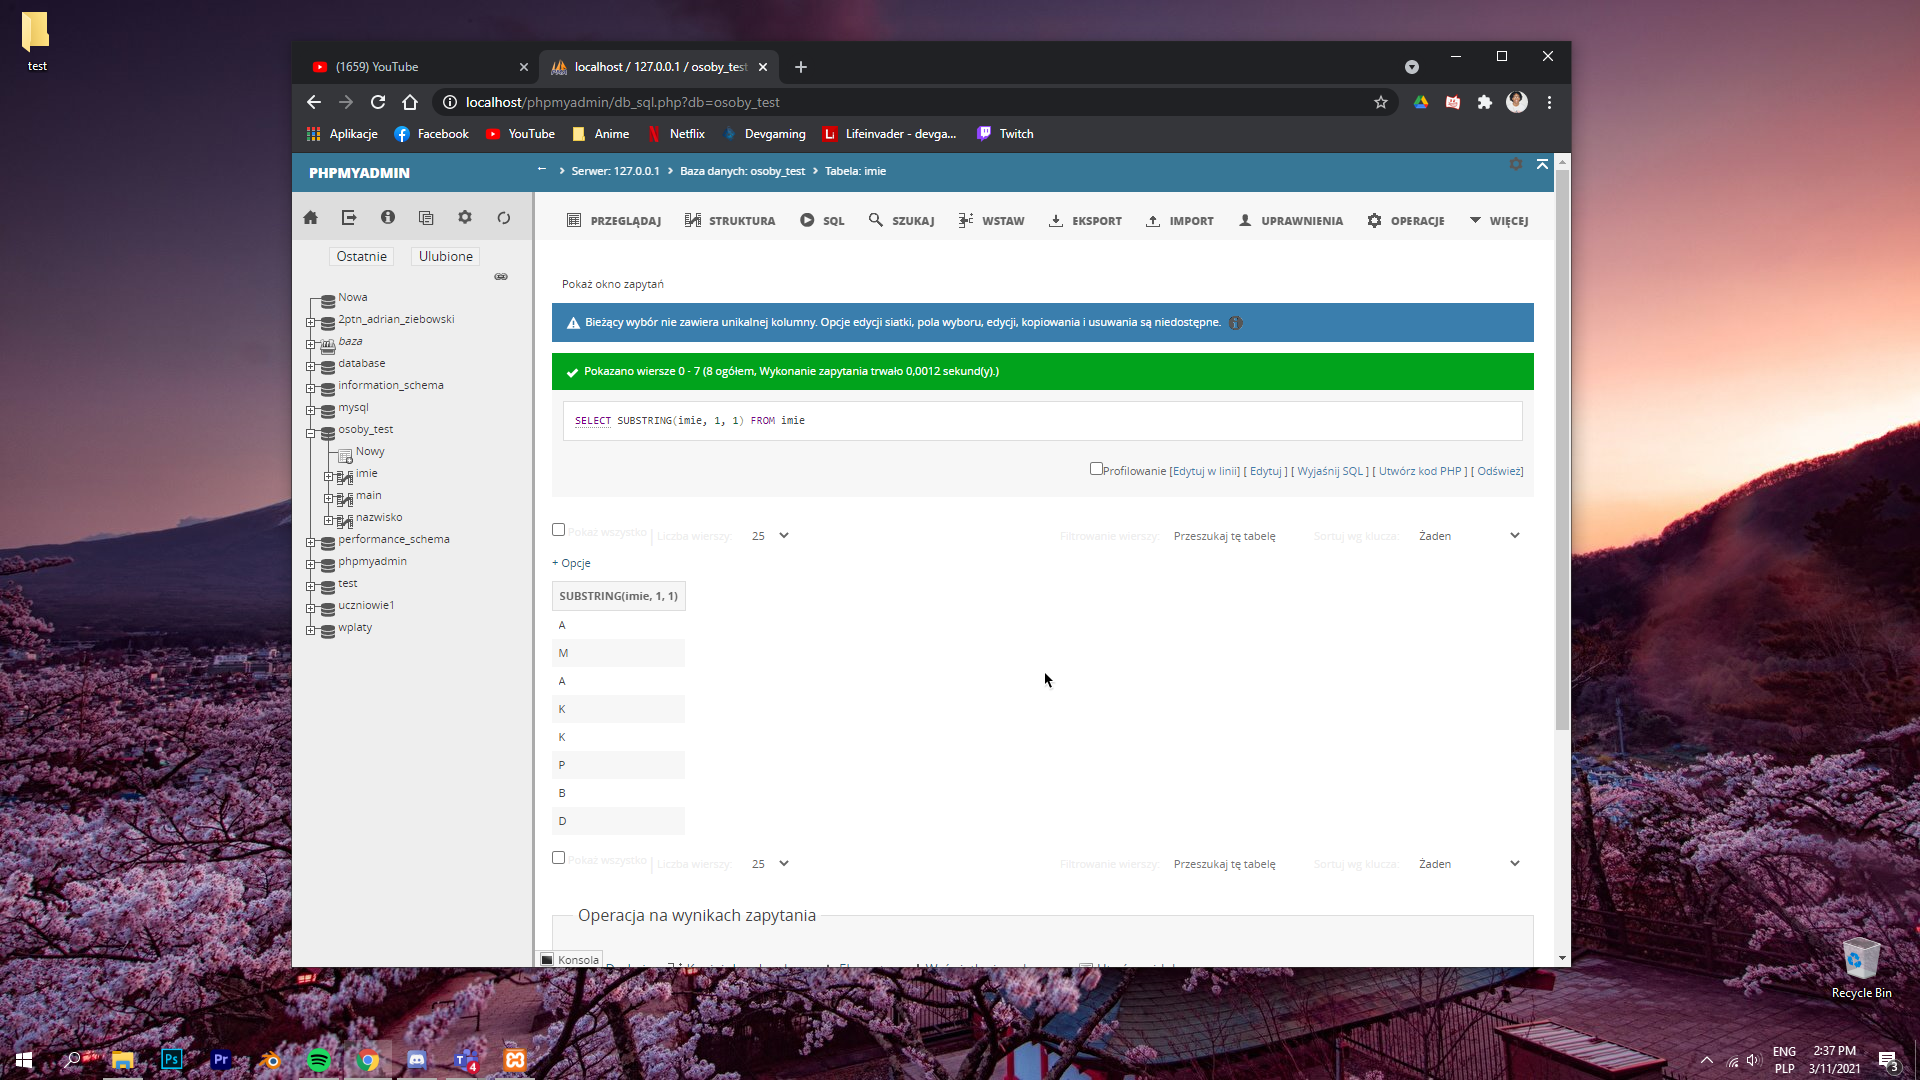 test
(1659) YouTube
localhost / 127.0.0.1 / osoby_test
localhost/phpmyadmin/db_sql.php?db=osoby_test
Aplikacje Facebook YouTube Anime Netflix Devgaming Lifeinvader - devga... Twitch
PHPMYADMIN
← › Serwer: 127.0.0.1 › Baza danych: osoby_test › Tabela: imie
PRZEGLĄDAJ STRUKTURA SQL SZUKAJ WSTAW EKSPORT IMPORT UPRAWNIENIA OPERACJE WIĘCEJ
Ostatnie Ulubione
Nowa
2ptn_adrian_ziebowski
baza
database
information_schema
mysql
osoby_test
Nowy
imie
main
nazwisko
performance_schema
phpmyadmin
test
uczniowie1
wplaty
Pokaż okno zapytań
Bieżący wybór nie zawiera unikalnej kolumny. Opcje edycji siatki, pola wyboru, edycji, kopiowania i usuwania są niedostępne.
Pokazano wiersze 0 - 7 (8 ogółem, Wykonanie zapytania trwało 0,0012 sekund(y).)
SELECT SUBSTRING(imie, 1, 1) FROM imie
Profilowanie [Edytuj w linii] [ Edytuj ] [ Wyjaśnij SQL ] [ Utwórz kod PHP ] [ Odśwież]
Pokaż wszystko | Liczba wierszy: 25 Filtrowanie wierszy: Przeszukaj tę tabelę Sortuj wg klucza: Żaden
+ Opcje
SUBSTRING(imie, 1, 1)
A
M
A
K
K
P
B
D
Pokaż wszystko | Liczba wierszy: 25 Filtrowanie wierszy: Przeszukaj tę tabelę Sortuj wg klucza: Żaden
Operacja na wynikach zapytania
Konsola
Recycle Bin
Ps Pr
4
ENG
PLP
2:37 PM
3/11/2021
3